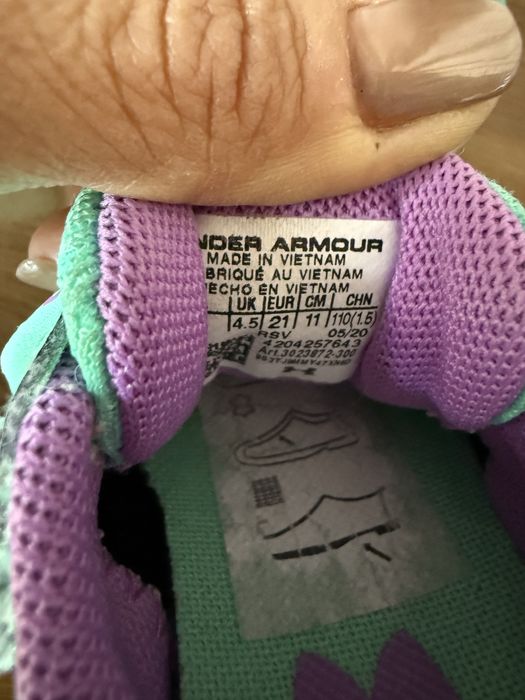 NDER ARMOUR
MADE IN VIETNAM
BRIQUÉ AU VIETNAM
ECHO EN VIETNAM
UK EUR CM CHN
4.5 21 11 110(1.5)
RSV 05/20
4204257643
Art.3023872-300